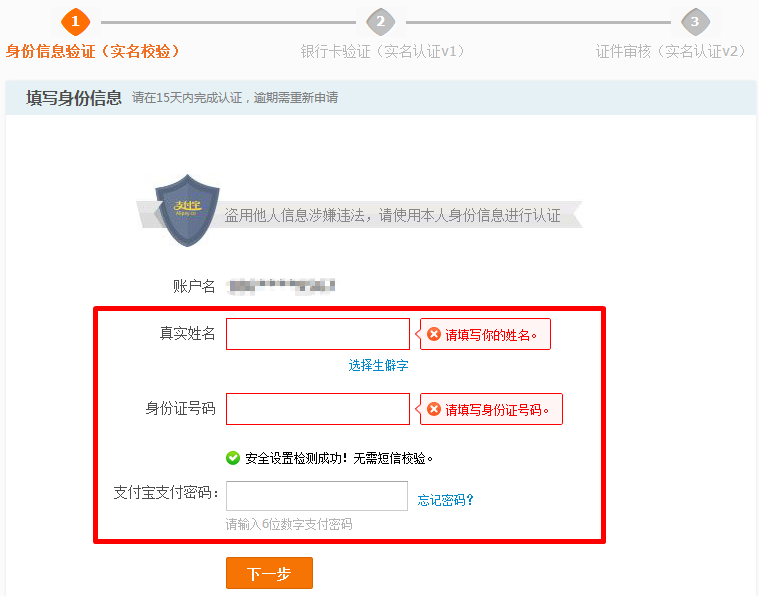 1
2
3
身份信息验证（实名校验）
银行卡验证（实名认证v1）
证件审核（实名认证v2）
填写身份信息 请在15天内完成认证，逾期需重新申请
支付宝
Alipay.com
盗用他人信息涉嫌违法，请使用本人身份信息进行认证
账户名
真实姓名 请填写你的姓名。
选择生僻字
身份证号码 请填写身份证号码。
安全设置检测成功！无需短信校验。
支付宝支付密码： 忘记密码？
请输入6位数字支付密码
下一步